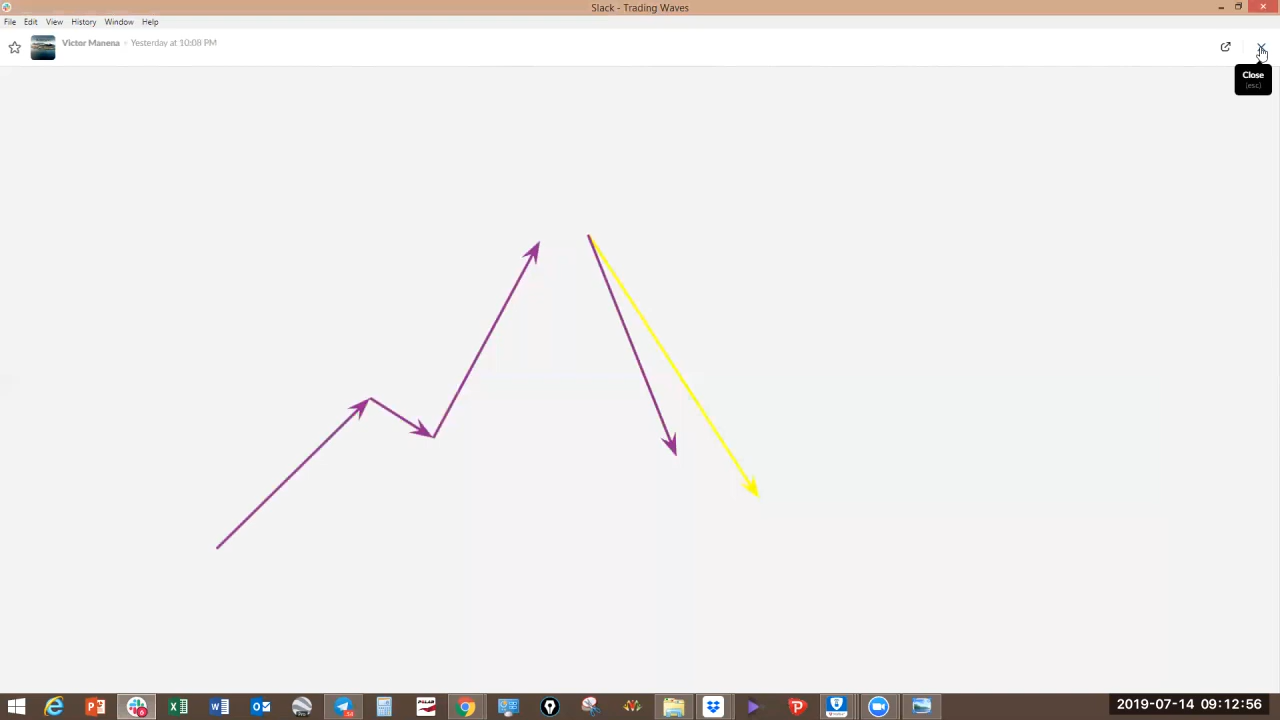 Slack - Trading Waves
File Edit View History Window Help
Victor Manena Yesterday at 10:08 PM
Close
(esc)
2019-07-14 09:12:56